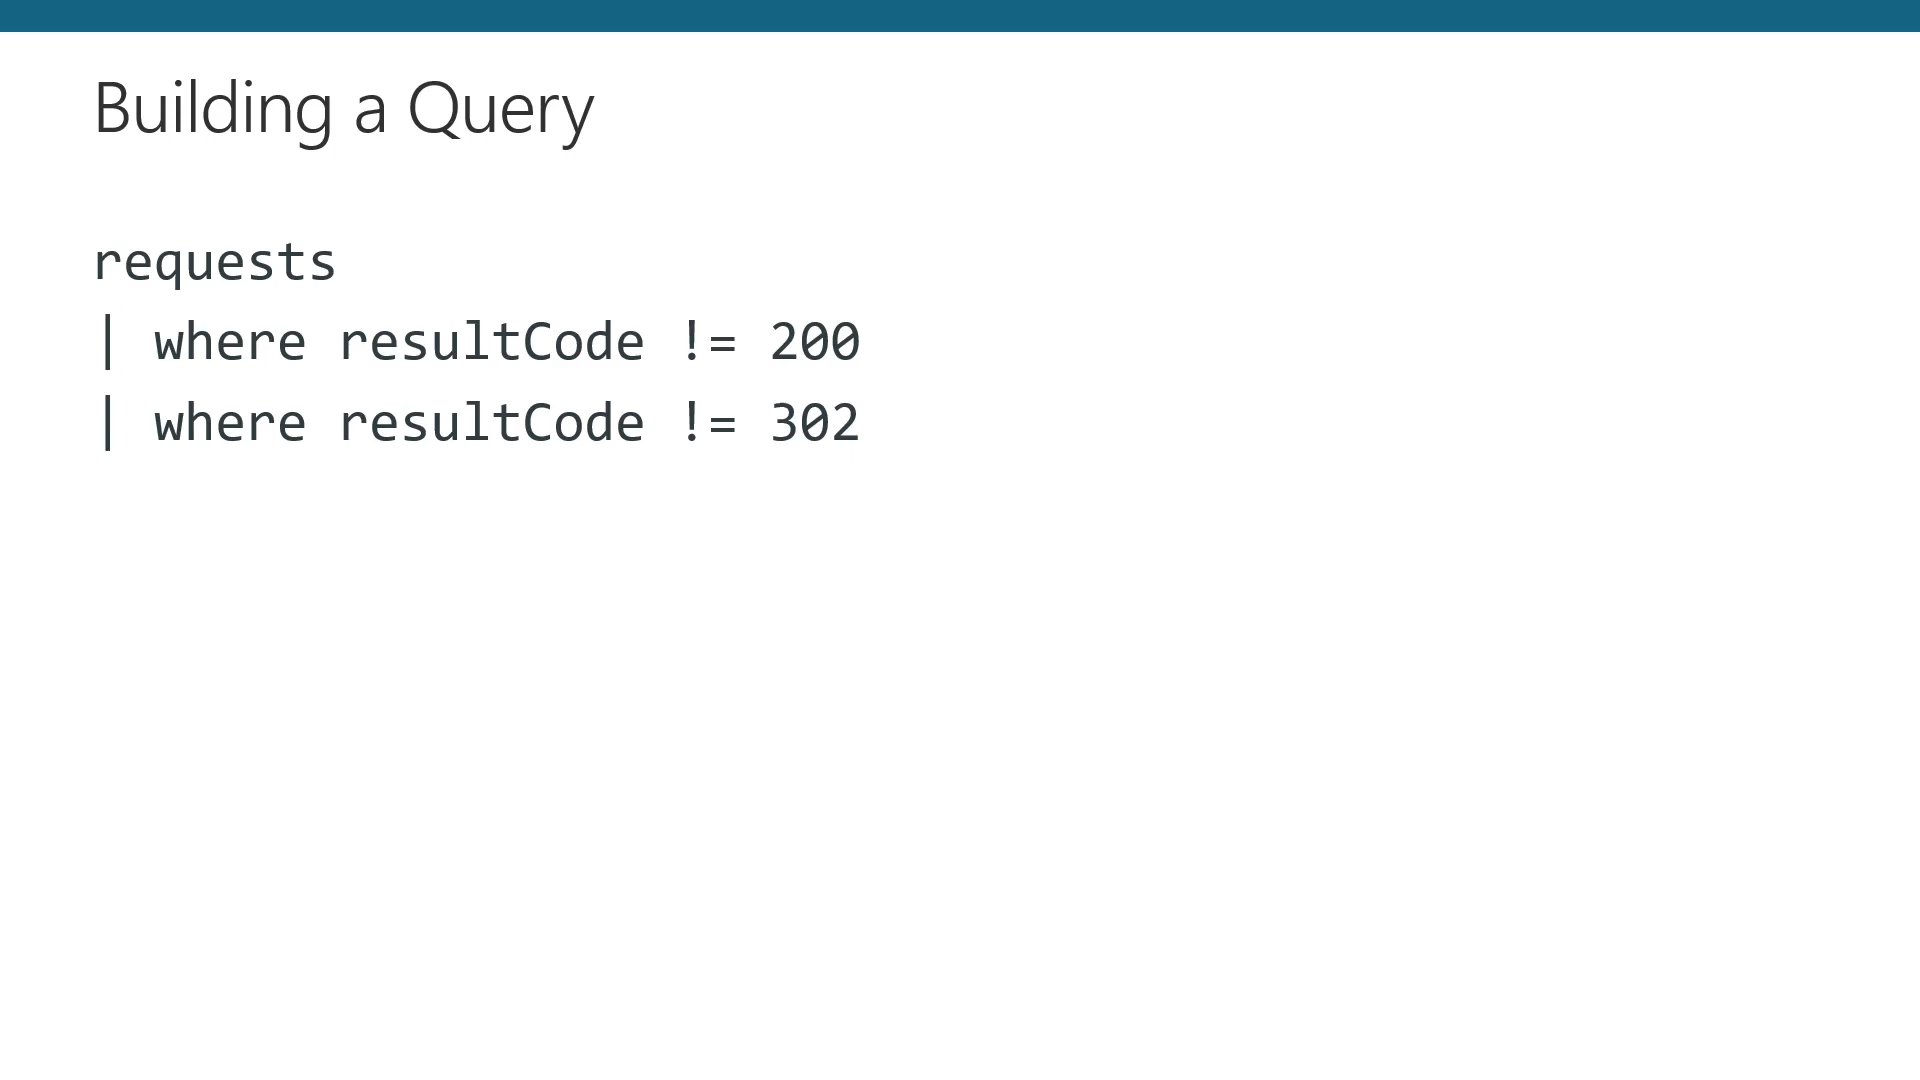 Building a Query
requests
| where resultCode != 200
| where resultCode != 302